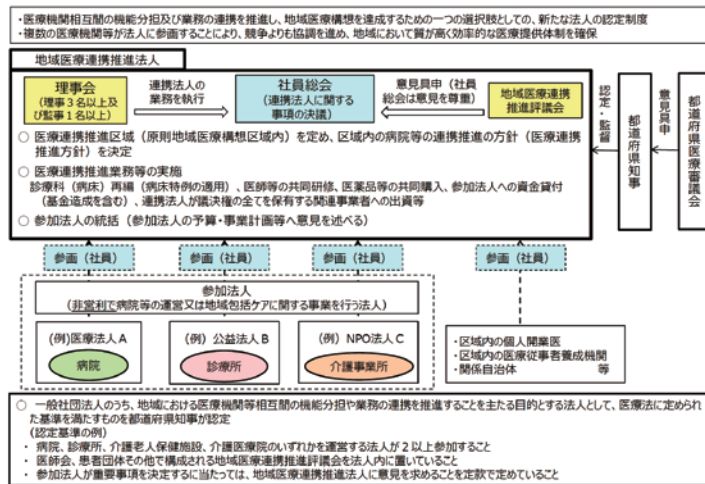 ・医療機関相互間の機能分担及び業務の連携を推進し、地域医療構想を達成するための一つの選択肢としての、新たな法人の認定制度
・複数の医療機関等が法人に参画することにより、競争よりも協調を進め、地域において質が高く効率的な医療提供体制を確保
地域医療連携推進法人
理事会
(理事３名以上及
び監事１名以上)
連携法人の
業務を執行
社員総会
(連携法人に関する
事項の決議)
意見具申（社員
総会は意見を尊重)
地域医療連携
推進評議会
認定・監督
都道府県知事
意見具申
都道府県医療審議会
○ 医療連携推進区域（原則地域医療構想区域内）を定め、区域内の病院等の連携推進の方針（医療連携
推進方針）を決定
○ 医療連携推進業務等の実施
診療科（病床）再編（病床特例の適用）、医師等の共同研修、医薬品等の共同購入、参加法人への資金貸付
（基金造成を含む）、連携法人が議決権の全てを保有する関連事業者への出資等
○ 参加法人の統括（参加法人の予算・事業計画等へ意見を述べる）
参画（社員）
参画（社員）
参画（社員）
参画（社員）
参加法人
(非営利で病院等の運営又は地域包括ケアに関する事業を行う法人)
(例)医療法人Ａ
病院
(例）公益法人Ｂ
診療所
(例）NPO法人Ｃ
介護事業所
・区域内の個人開業医
・区域内の医療従事者養成機関
・関係自治体　　　等
○ 一般社団法人のうち、地域における医療機関等相互間の機能分担や業務の連携を推進することを主たる目的とする法人として、医療法に定められ
た基準を満たすものを都道府県知事が認定
(認定基準の例)
・ 病院、診療所、介護老人保健施設、介護医療院のいずれかを運営する法人が２以上参加すること
・ 医師会、患者団体その他で構成される地域医療連携推進評議会を法人内に置いていること
・ 参加法人が重要事項を決定するに当たっては、地域医療連携推進法人に意見を求めることを定款で定めていること